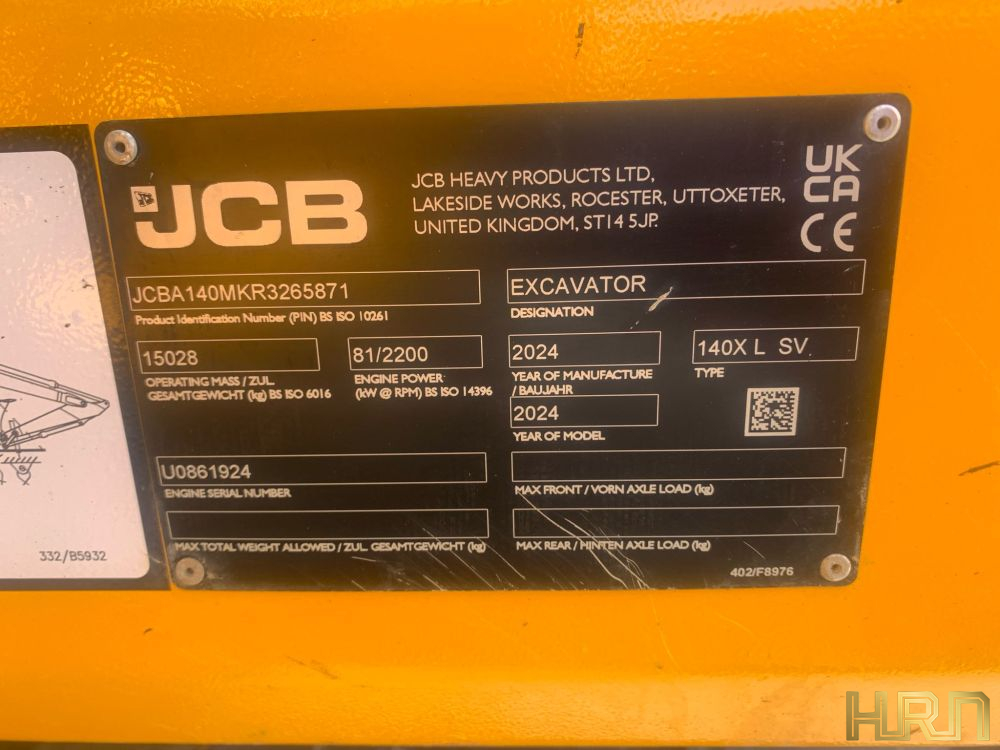 JCB
JCB HEAVY PRODUCTS LTD,
LAKESIDE WORKS, ROCESTER, UTTOXETER,
UNITED KINGDOM, ST14 5JP.
UK
CA
CE
JCBA140MKR3265871
Product Identification Number (PIN) BS ISO 10261
EXCAVATOR
DESIGNATION
15028
OPERATING MASS / ZUL.
GESAMTGEWICHT (kg) BS ISO 6016
81/2200
ENGINE POWER
(kW @ RPM) BS ISO 14396
2024
YEAR OF MANUFACTURE
/ BAUJAHR
140X L SV
TYPE
2024
YEAR OF MODEL
U0861924
ENGINE SERIAL NUMBER
MAX FRONT / VORN AXLE LOAD (kg)
MAX TOTAL WEIGHT ALLOWED / ZUL. GESAMTGEWICHT (kg)
MAX REAR / HINTEN AXLE LOAD (kg)
402/F8976
332/B5932
HRN